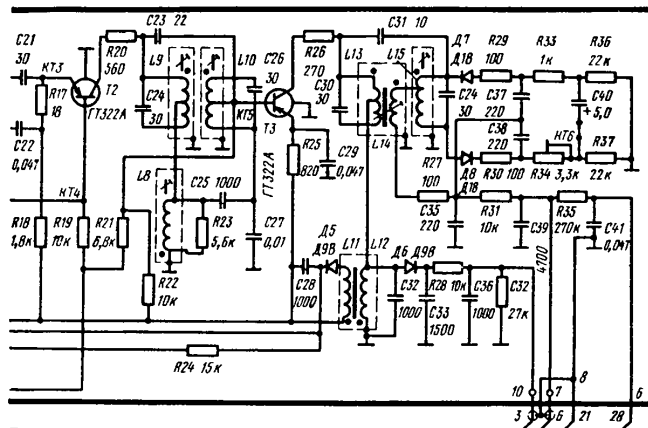 C23 22
C31 10
C21
30
КТ3
R20
560
Т2
ГТ322А
L9
L10
C26
30
R26
270
L13
L15
Д7
Д18
R29
100
R33
1к
R36
22к
R17
18
C24
30
КТ5
Т3
ГТ322А
C30
30
C24
30
C37
220
C38
220
C40
+5,0
КТ6
C22
0,047
L14
R27
100
Д8
Д18
R30 100
R34 3,3к
R37
22к
R25
820
C29
0,047
КТ4
L8
C25 1000
R18
1,8к
R19
10к
R21
6,8к
R23
5,6к
C27
0,01
C35
220
R31
10к
C39
4700
R35
270к
C41
0,047
R22
10к
Д5
Д9В
L11
L12
Д6
Д9В
C28
1000
C32
1000
C33
1500
R28 10к
C36
1000
C32
27к
R24 15к
10
7
8
6
3
6
21
28